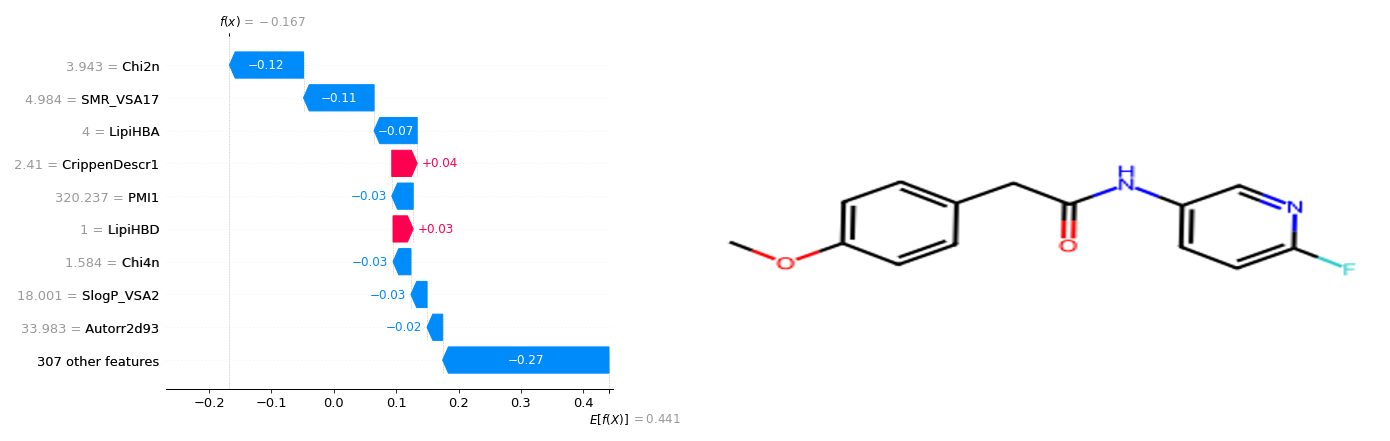 f(x) = −0.167
3.943 = Chi2n
−0.12
4.984 = SMR_VSA17
−0.11
4 = LipiHBA
−0.07
2.41 = CrippenDescr1
+0.04
320.237 = PMI1
−0.03
1 = LipiHBD
+0.03
1.584 = Chi4n
−0.03
18.001 = SlogP_VSA2
−0.03
33.983 = Autorr2d93
−0.02
307 other features
−0.27
−0.2 −0.1 0.0 0.1 0.2 0.3 0.4
E[f(X)] = 0.441
H
N
N
O
O
F